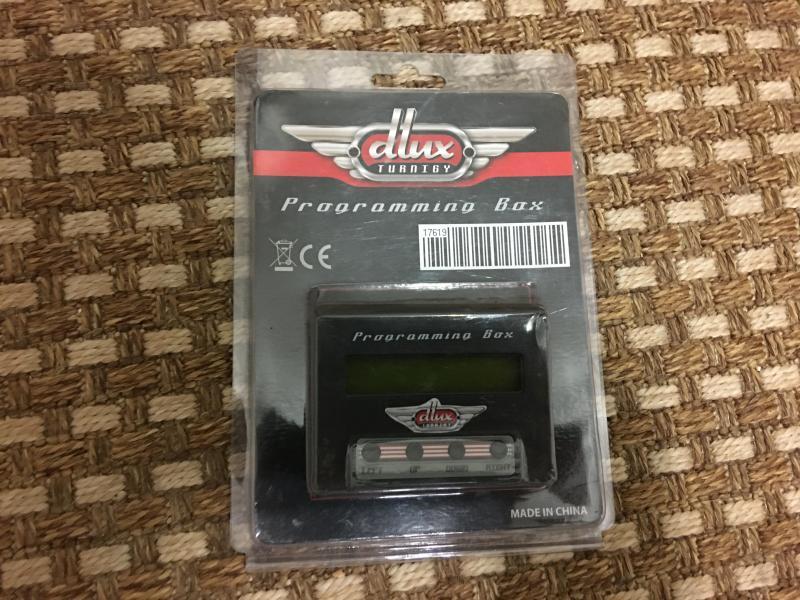 dlux
TURNIGY
Programming Box
17619
CE
Programming Box
dlux
TURNIGY
LEFT UP DOWN RIGHT
MADE IN CHINA